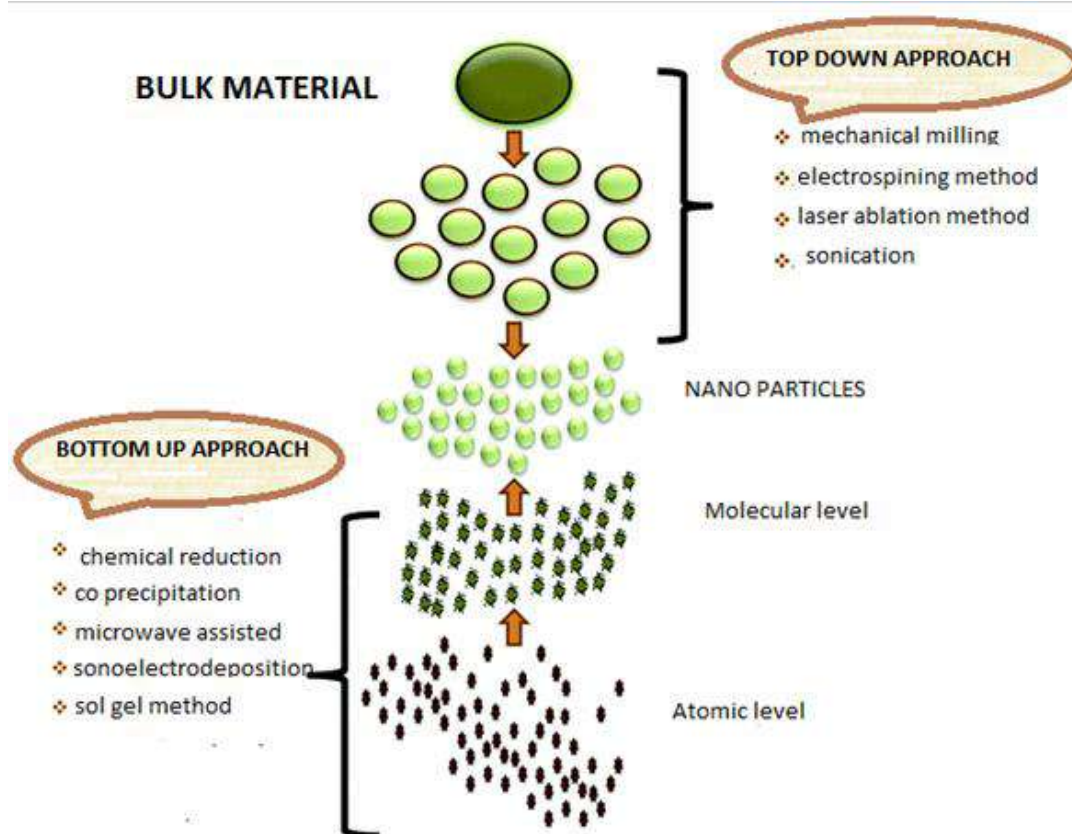 BULK MATERIAL
TOP DOWN APPROACH
mechanical milling
electrospining method
laser ablation method
sonication
NANO PARTICLES
BOTTOM UP APPROACH
chemical reduction
co precipitation
microwave assisted
sonoelectrodeposition
sol gel method
Molecular level
Atomic level